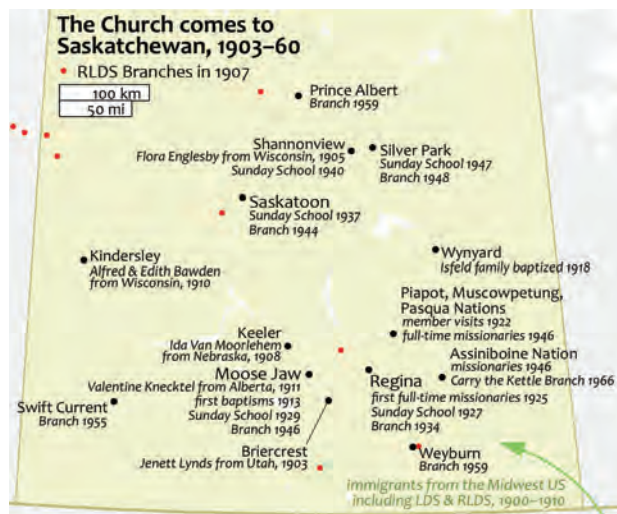 The Church comes to
Saskatchewan, 1903–60
RLDS Branches in 1907
100 km
50 mi
Prince Albert
Branch 1959
Shannonview
Flora Englesby from Wisconsin, 1905
Sunday School 1940
Silver Park
Sunday School 1947
Branch 1948
Saskatoon
Sunday School 1937
Branch 1944
Kindersley
Alfred & Edith Bawden
from Wisconsin, 1910
Wynyard
Isfeld family baptized 1918
Piapot, Muscowpetung,
Pasqua Nations
member visits 1922
full-time missionaries 1946
Keeler
Ida Van Moorlehem
from Nebraska, 1908
Assiniboine Nation
missionaries 1946
Carry the Kettle Branch 1966
Moose Jaw
Valentine Knecktel from Alberta, 1911
first baptisms 1913
Sunday School 1929
Branch 1946
Regina
first full-time missionaries 1925
Sunday School 1927
Branch 1934
Swift Current
Branch 1955
Briercrest
Jenett Lynds from Utah, 1903
Weyburn
Branch 1959
immigrants from the Midwest US
including LDS & RLDS, 1900–1910